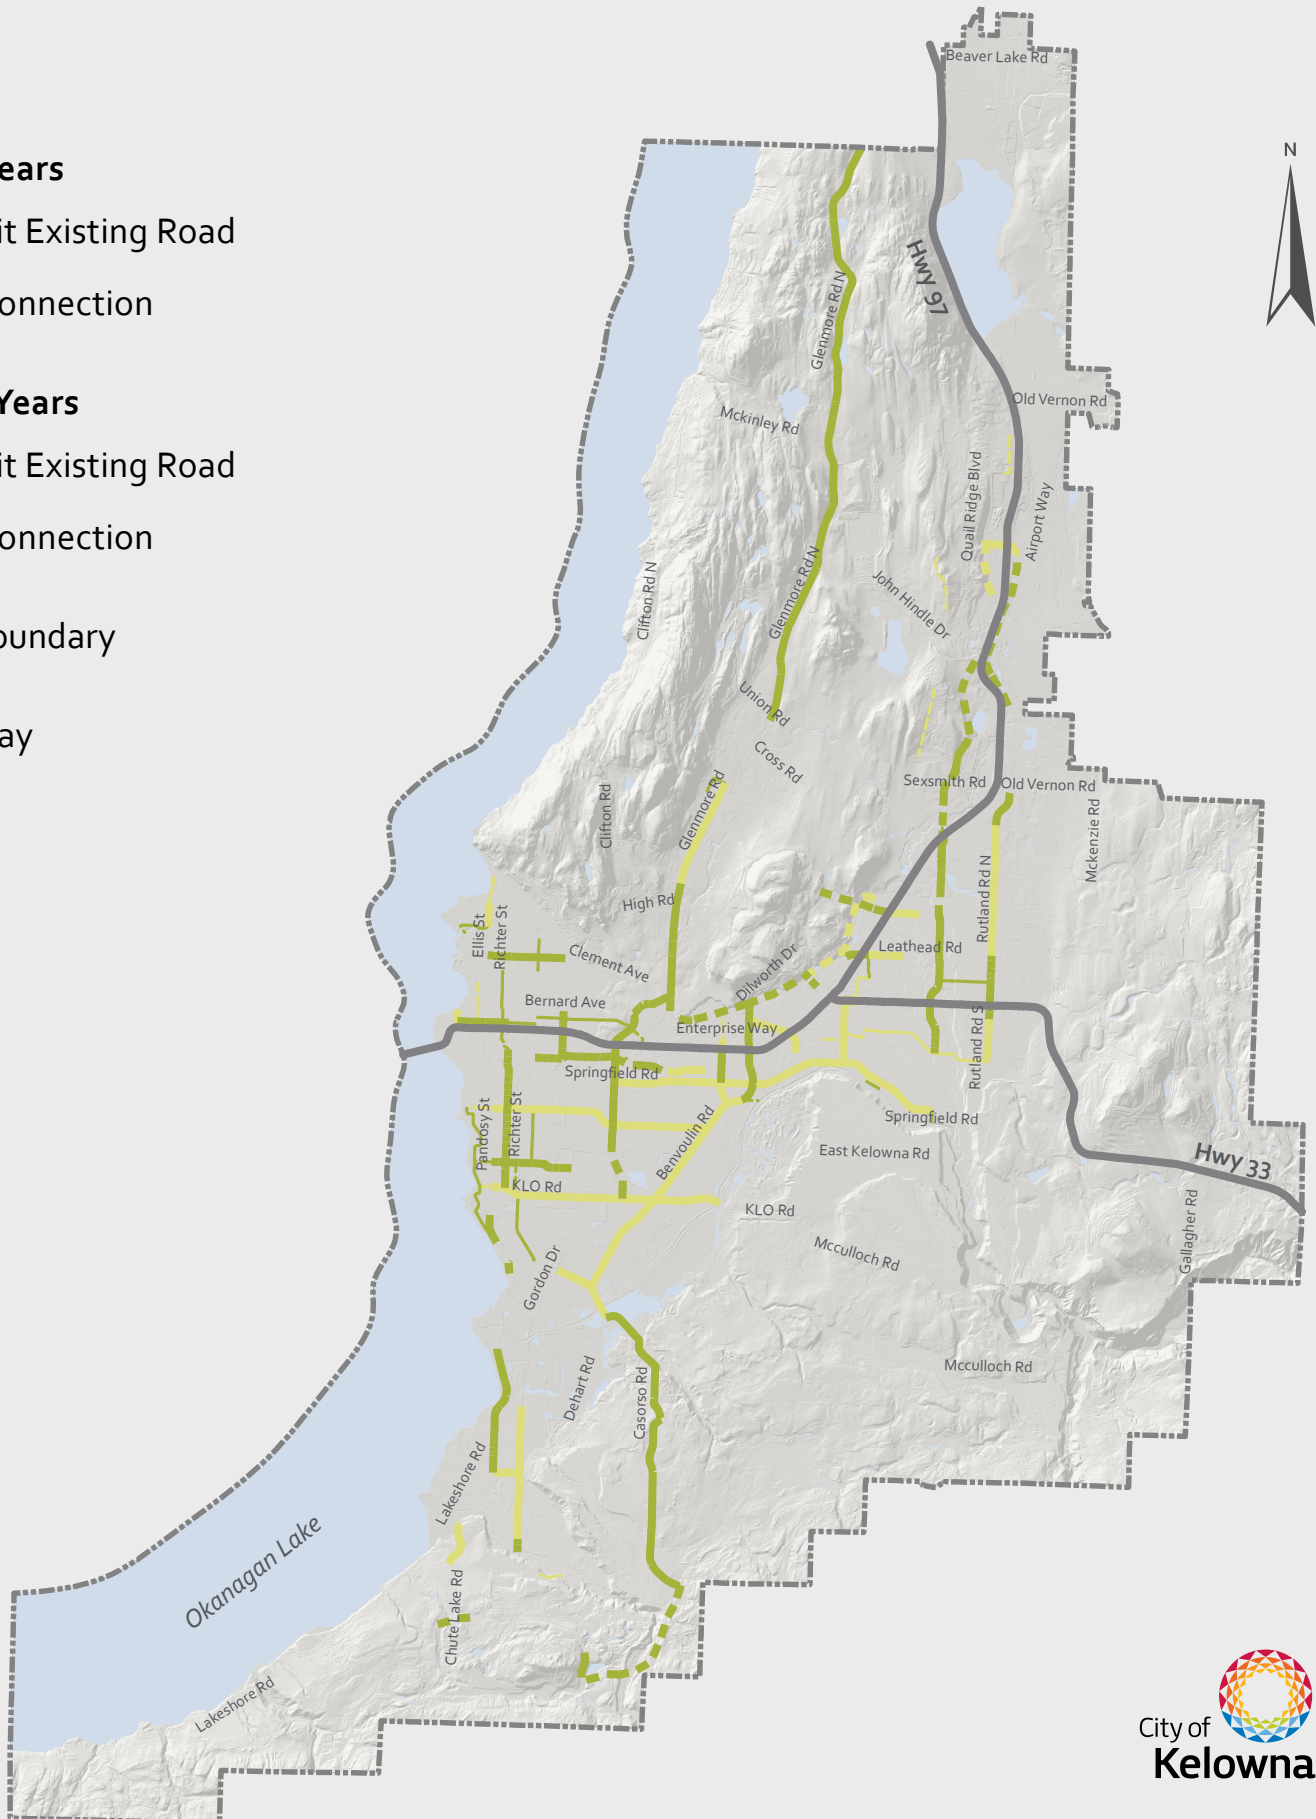 ears
it Existing Road
onnection
Years
it Existing Road
onnection
oundary
ay
N
Beaver Lake Rd
Hwy 97
Glenmore Rd N
Old Vernon Rd
Mckinley Rd
Quail Ridge Blvd
Airport Way
Glenmore Rd N
Clifton Rd N
John Hindle Dr
Union Rd
Cross Rd
Sexsmith Rd
Old Vernon Rd
Clifton Rd
Glenmore Rd
Mckenzie Rd
High Rd
Rutland Rd N
Ellis St
Richter St
Clement Ave
Leathead Rd
Dilworth Dr
Bernard Ave
Enterprise Way
Rutland Rd S
Springfield Rd
Pandosy St
Richter St
Benvoulin Rd
Springfield Rd
East Kelowna Rd
Hwy 33
KLO Rd
KLO Rd
Gallagher Rd
Mcculloch Rd
Gordon Dr
Mcculloch Rd
Dehart Rd
Casorso Rd
Lakeshore Rd
Okanagan Lake
Chute Lake Rd
Lakeshore Rd
City of
Kelowna